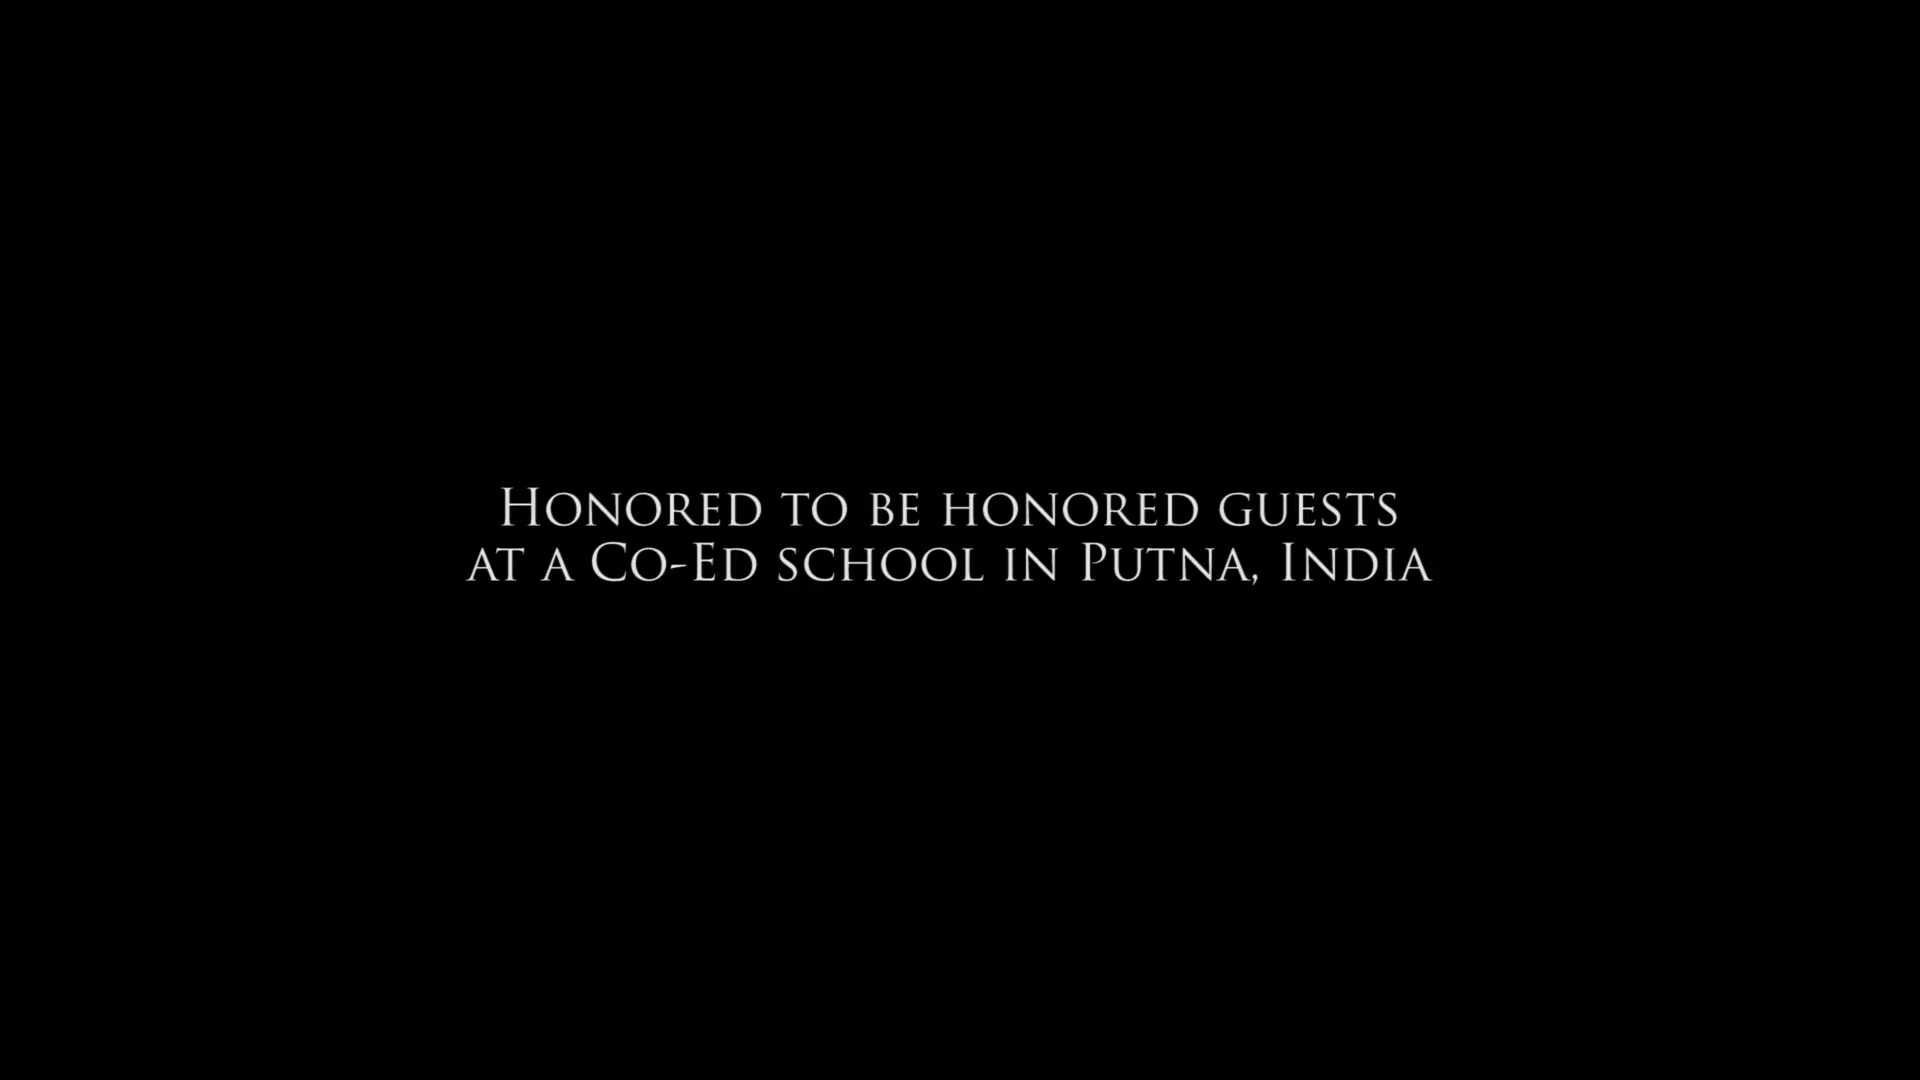 Honored to be honored guests
at a Co-Ed school in Putna, India